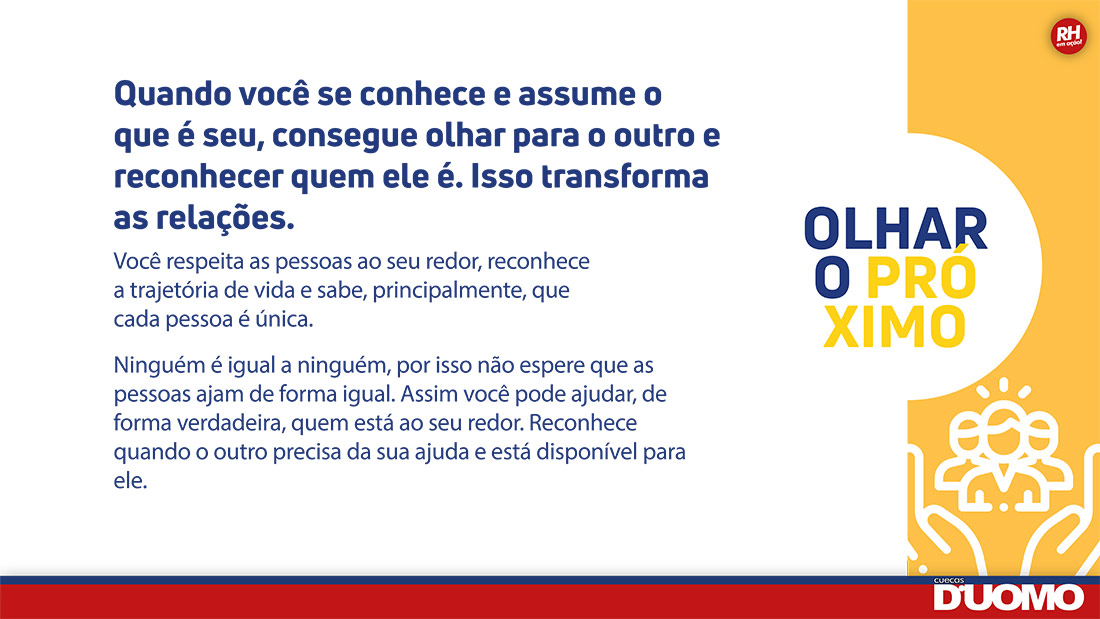 RH
em ação!
Quando você se conhece e assume o
que é seu, consegue olhar para o outro e
reconhecer quem ele é. Isso transforma
as relações.
Você respeita as pessoas ao seu redor, reconhece
a trajetória de vida e sabe, principalmente, que
cada pessoa é única.
Ninguém é igual a ninguém, por isso não espere que as
pessoas ajam de forma igual. Assim você pode ajudar, de
forma verdadeira, quem está ao seu redor. Reconhece
quando o outro precisa da sua ajuda e está disponível para
ele.
OLHAR
O PRÓ
XIMO
cuecas
D'UOMO